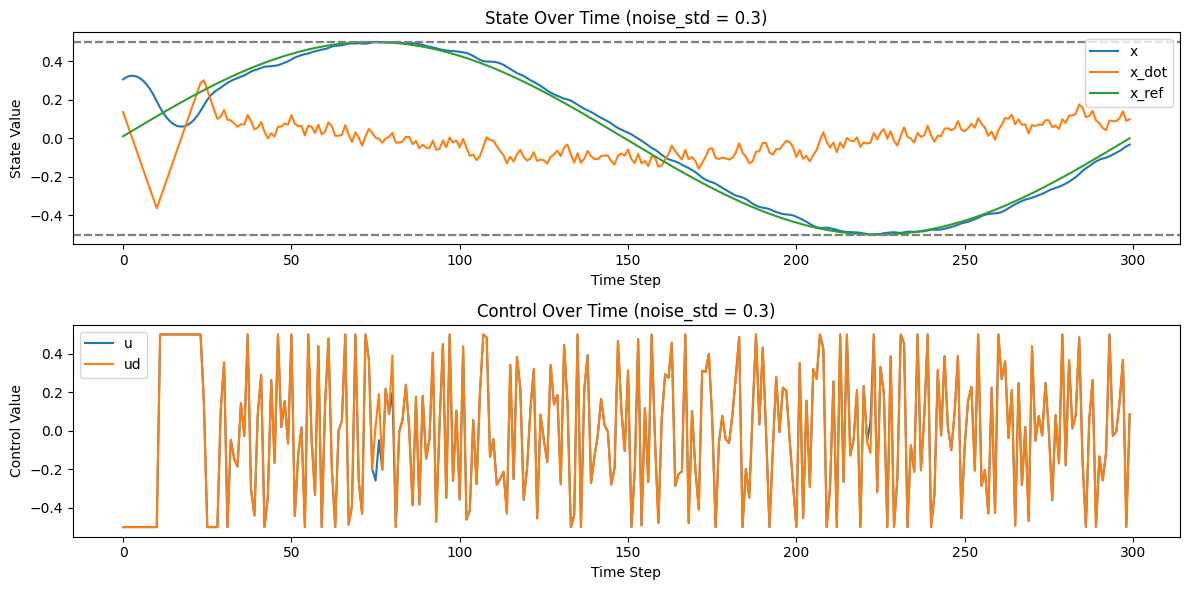 State Over Time (noise_std = 0.3)
State Value
0.4
0.2
0.0
−0.2
−0.4
x
x_dot
x_ref
0 50 100 150 200 250 300
Time Step
Control Over Time (noise_std = 0.3)
Control Value
0.4
0.2
0.0
−0.2
−0.4
u
ud
0 50 100 150 200 250 300
Time Step